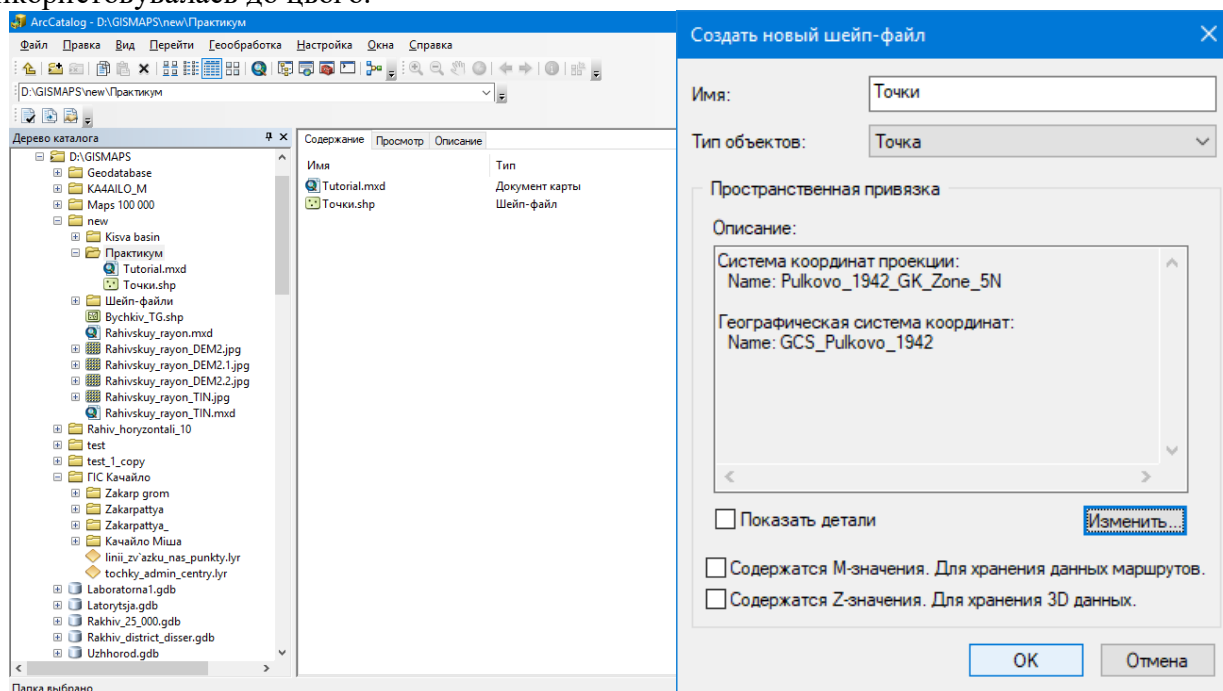 користовувалась до цього.
ArcCatalog - D:\GISMAPS\new\Практикум
Файл Правка Вид Перейти Геообработка Настройка Окна Справка
D:\GISMAPS\new\Практикум
Дерево каталога
D:\GISMAPS
Geodatabase
KA4AILO_M
Maps 100 000
new
Kisva basin
Практикум
Tutorial.mxd
Точки.shp
Шейп-файли
Bychkiv_TG.shp
Rahivskuy_rayon.mxd
Rahivskuy_rayon_DEM2.jpg
Rahivskuy_rayon_DEM2.1.jpg
Rahivskuy_rayon_DEM2.2.jpg
Rahivskuy_rayon_TIN.jpg
Rahivskuy_rayon_TIN.mxd
Rahiv_horyzontali_10
test
test_1_copy
ГІС Качайло
Zakarp grom
Zakarpattya
Zakarpattya_
Качайло Міша
linii_zv`azku_nas_punkty.lyr
tochky_admin_centry.lyr
Laboratorna1.gdb
Latorytsja.gdb
Rakhiv_25_000.gdb
Rakhiv_district_disser.gdb
Uzhhorod.gdb
Папка выбрано
Содержание Просмотр Описание
Имя Тип
Tutorial.mxd Документ карты
Точки.shp Шейп-файл
Создать новый шейп-файл
Имя: Точки
Тип объектов: Точка
Пространственная привязка
Описание:
Система координат проекции:
Name: Pulkovo_1942_GK_Zone_5N
Географическая система координат:
Name: GCS_Pulkovo_1942
Показать детали Изменить...
Содержатся M-значения. Для хранения данных маршрутов.
Содержатся Z-значения. Для хранения 3D данных.
OK Отмена